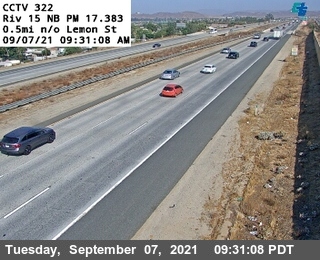 CCTV 322
Riv 15 NB PM 17.383
0.5mi n/o Lemon St
09/07/21 09:31:08 AM
Tuesday, September 07, 2021 09:31:08 PDT